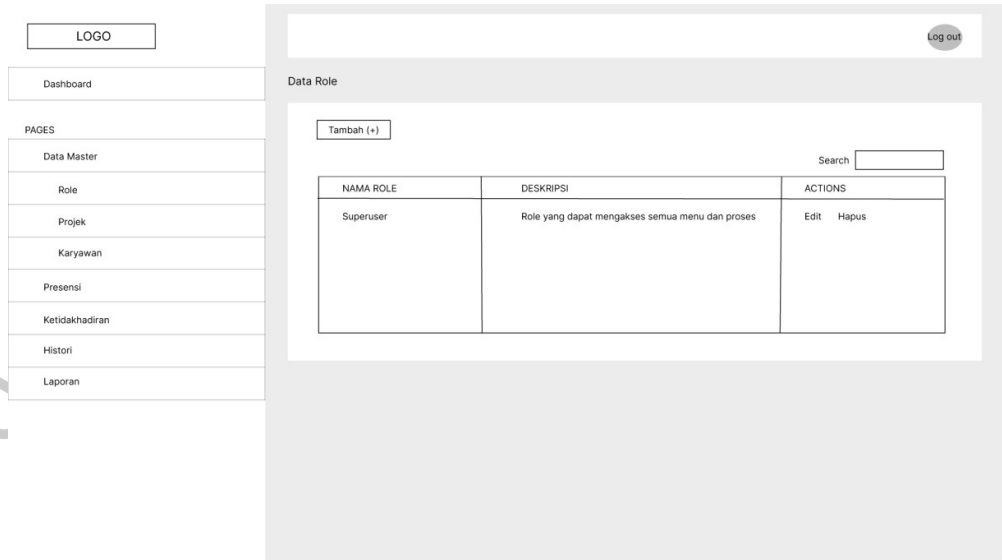 LOGO
Log out
Dashboard
Data Role
PAGES
Tambah (+)
Data Master
Search
Role
NAMA ROLE DESKRIPSI ACTIONS
Superuser Role yang dapat mengakses semua menu dan proses Edit Hapus
Projek
Karyawan
Presensi
Ketidakhadiran
Histori
Laporan